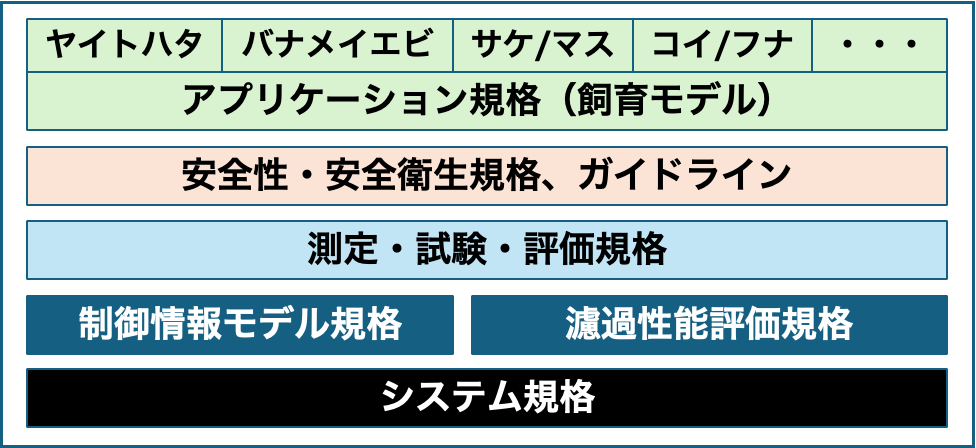 ヤイトハタ バナメイエビ サケ/マス コイ/フナ ・・・
アプリケーション規格（飼育モデル）
安全性・安全衛生規格、ガイドライン
測定・試験・評価規格
制御情報モデル規格 濾過性能評価規格
システム規格